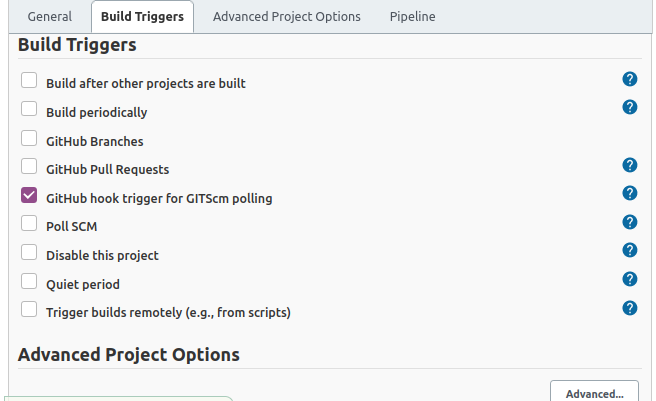 General Build Triggers Advanced Project Options Pipeline
Build Triggers
Build after other projects are built ?
Build periodically ?
GitHub Branches
GitHub Pull Requests ?
GitHub hook trigger for GITScm polling ?
Poll SCM ?
Disable this project ?
Quiet period ?
Trigger builds remotely (e.g., from scripts) ?
Advanced Project Options
Advanced...